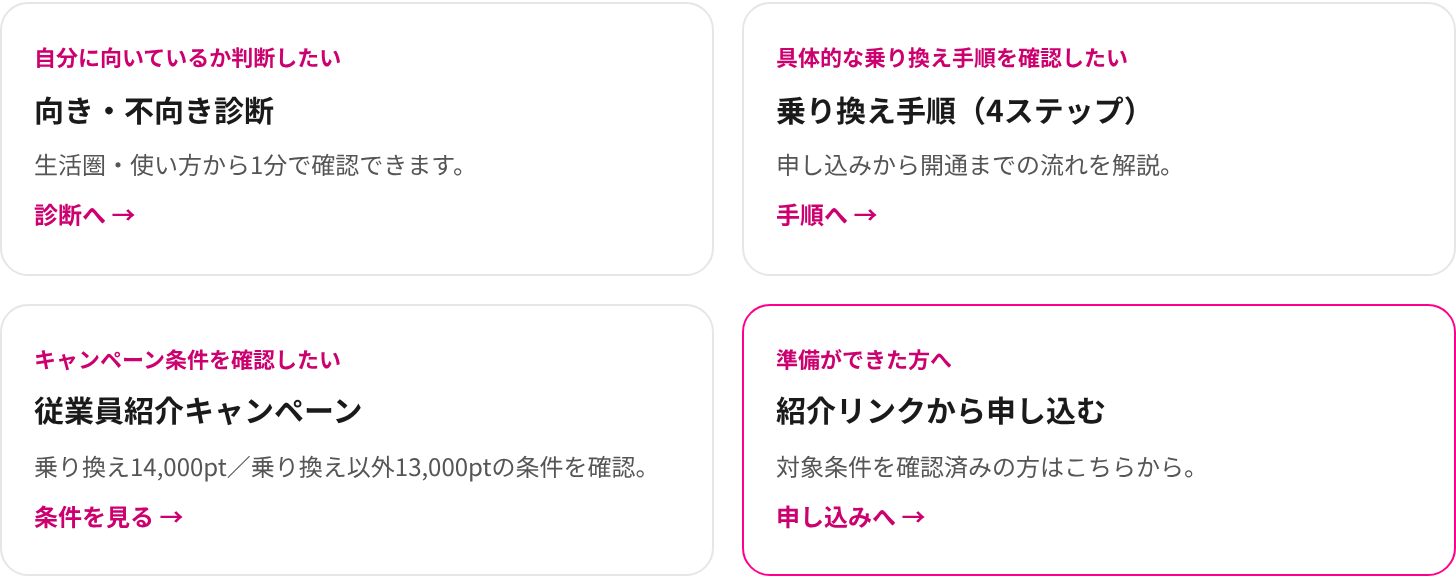 自分に向いているか判断したい
向き・不向き診断
生活圏・使い方から1分で確認できます。
診断へ →
具体的な乗り換え手順を確認したい
乗り換え手順（4ステップ）
申し込みから開通までの流れを解説。
手順へ →
キャンペーン条件を確認したい
従業員紹介キャンペーン
乗り換え14,000pt／乗り換え以外13,000ptの条件を確認。
条件を見る →
準備ができた方へ
紹介リンクから申し込む
対象条件を確認済みの方はこちらから。
申し込みへ →